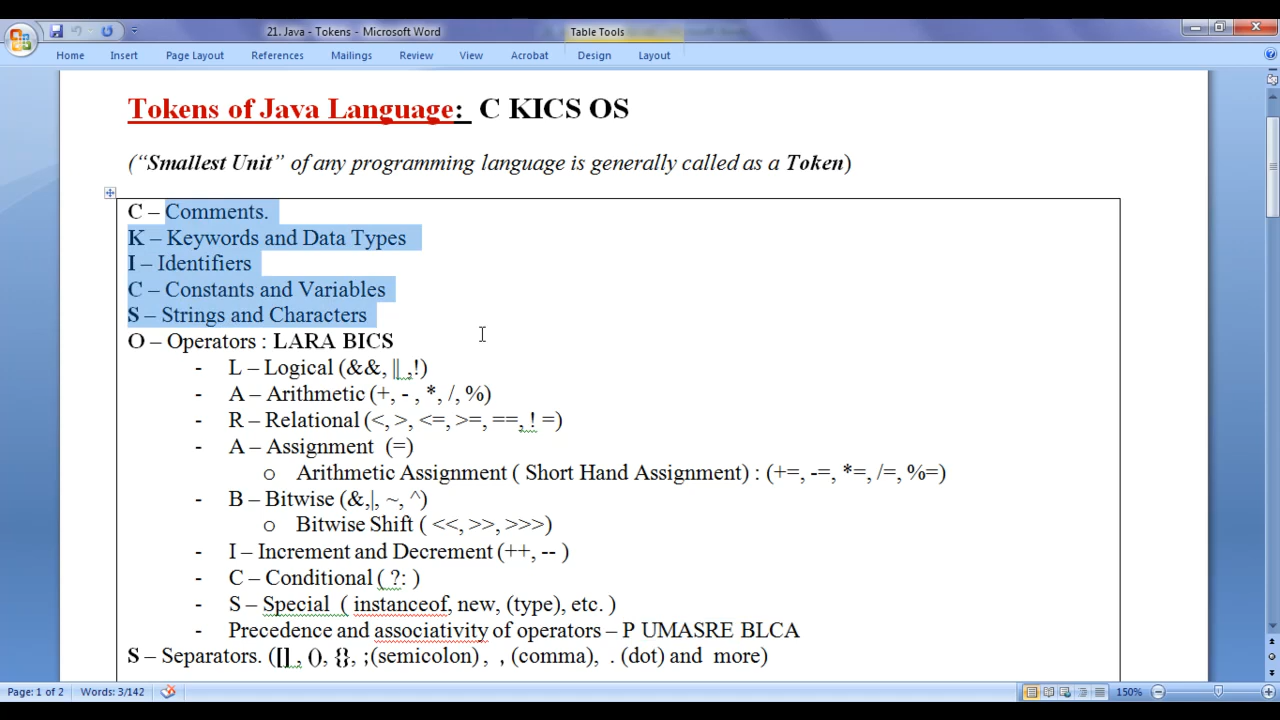 21. Java - Tokens - Microsoft Word
Table Tools
Home Insert Page Layout References Mailings Review View Acrobat Design Layout
Tokens of Java Language: C KICS OS
(“Smallest Unit” of any programming language is generally called as a Token)
C – Comments.
K – Keywords and Data Types
I – Identifiers
C – Constants and Variables
S – Strings and Characters
O – Operators : LARA BICS
- L – Logical (&&, || ,!)
- A – Arithmetic (+, - , *, /, %)
- R – Relational (<, >, <=, >=, ==, ! =)
- A – Assignment (=)
o Arithmetic Assignment ( Short Hand Assignment) : (+=, -=, *=, /=, %=)
- B – Bitwise (&,|, ~, ^)
o Bitwise Shift ( <<, >>, >>>)
- I – Increment and Decrement (++, -- )
- C – Conditional ( ?: )
- S – Special ( instanceof, new, (type), etc. )
- Precedence and associativity of operators – P UMASRE BLCA
S – Separators. ([] , (), {}, ;(semicolon) , , (comma), . (dot) and more)
Page: 1 of 2 Words: 3/142 150%